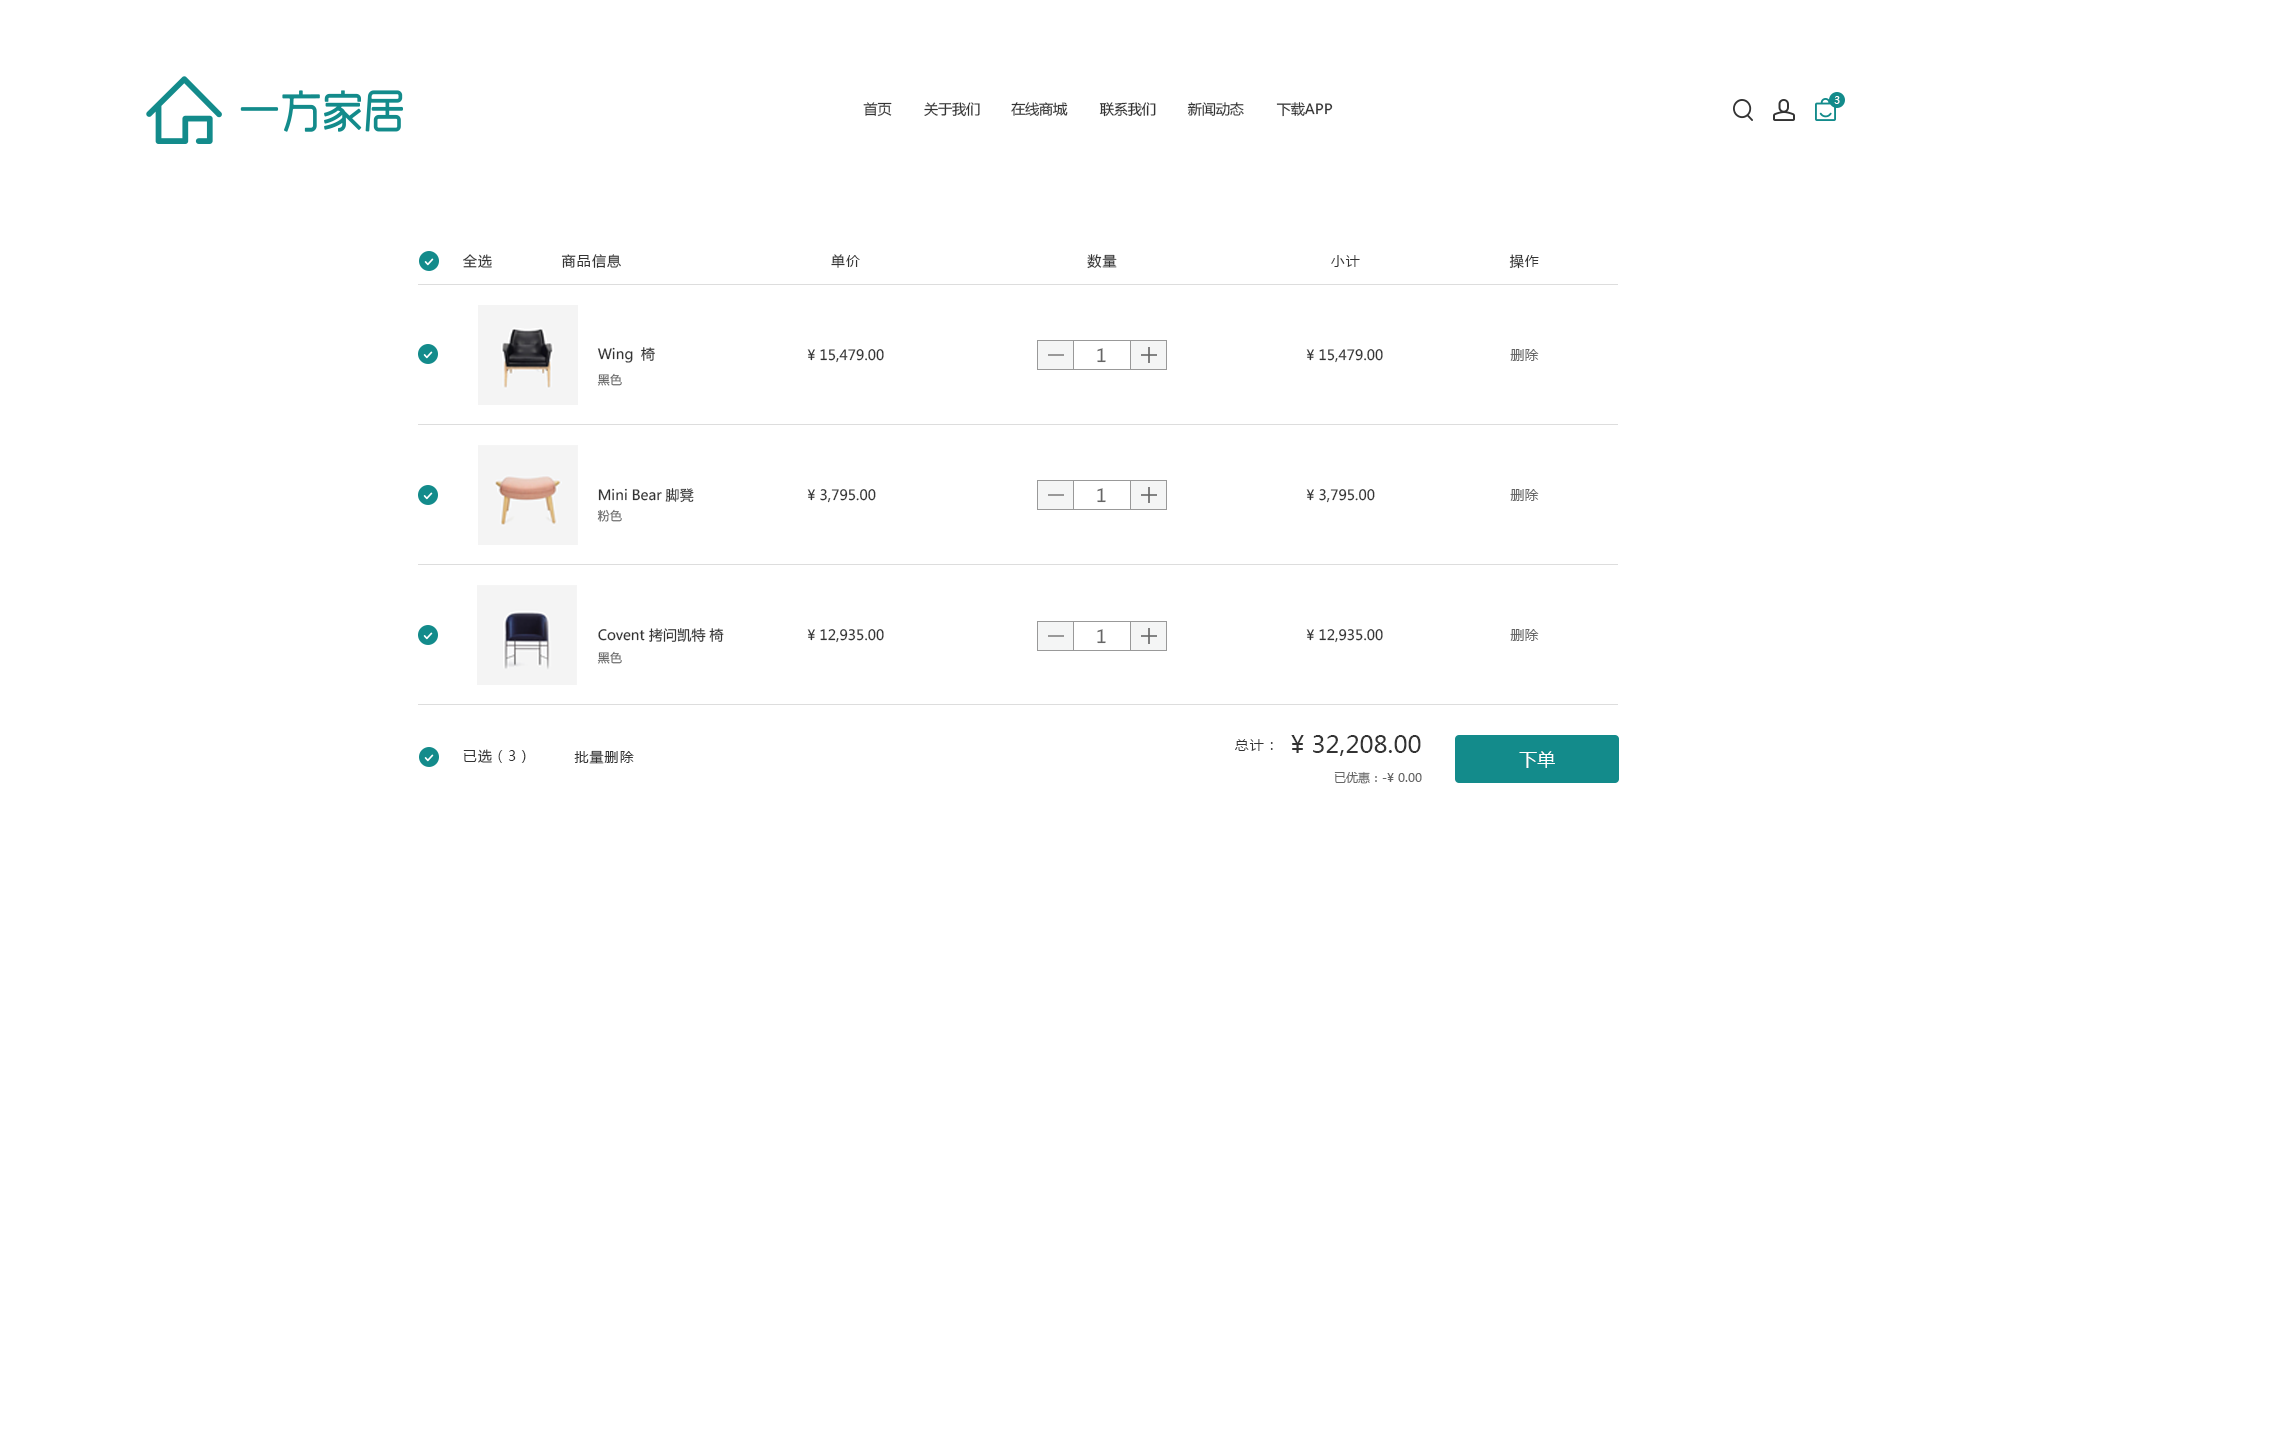 一方家居
首页 关于我们 在线商城 联系我们 新闻动态 下载APP
3
全选 商品信息 单价 数量 小计 操作
Wing 椅 ¥ 15,479.00 1 ¥ 15,479.00 删除
黑色
Mini Bear 脚凳 ¥ 3,795.00 1 ¥ 3,795.00 删除
粉色
Covent 拷问凯特 椅 ¥ 12,935.00 1 ¥ 12,935.00 删除
黑色
已选 ( 3 ) 批量删除 总计： ¥ 32,208.00 下单
已优惠：-¥ 0.00